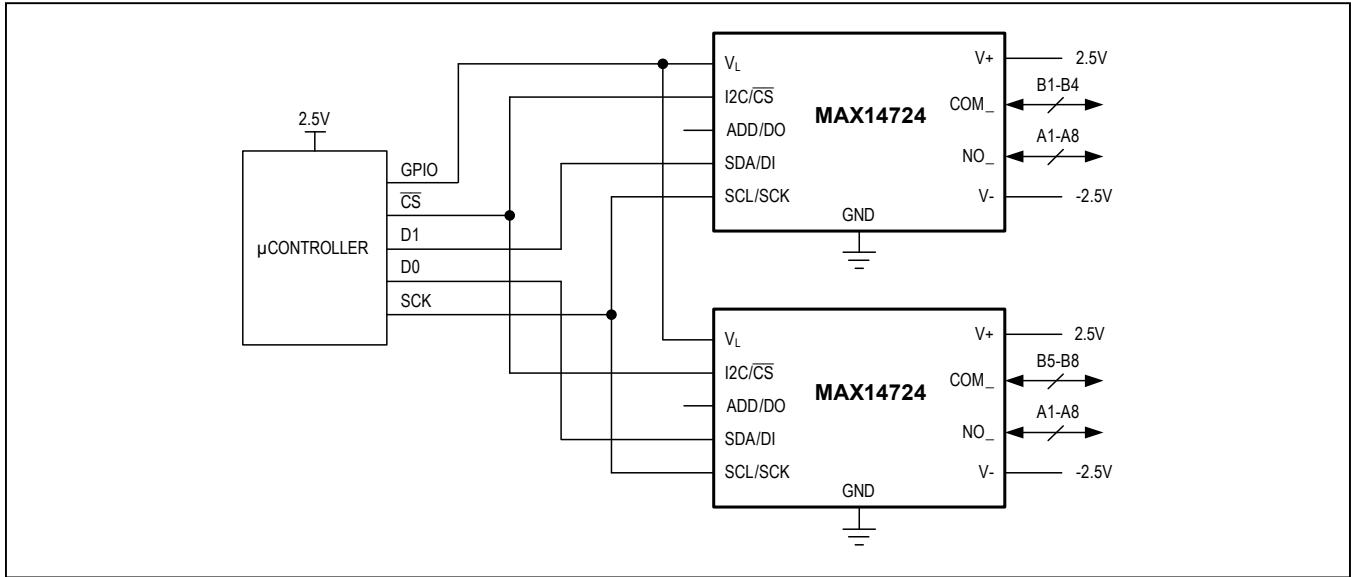 2.5V
µCONTROLLER
GPIO
CS
D1
D0
SCK
VL
I2C/CS
ADD/DO
SDA/DI
SCL/SCK
MAX14724
GND
V+
COM_
NO_
V-
2.5V
B1-B4
A1-A8
-2.5V
VL
I2C/CS
ADD/DO
SDA/DI
SCL/SCK
MAX14724
GND
V+
COM_
NO_
V-
2.5V
B5-B8
A1-A8
-2.5V